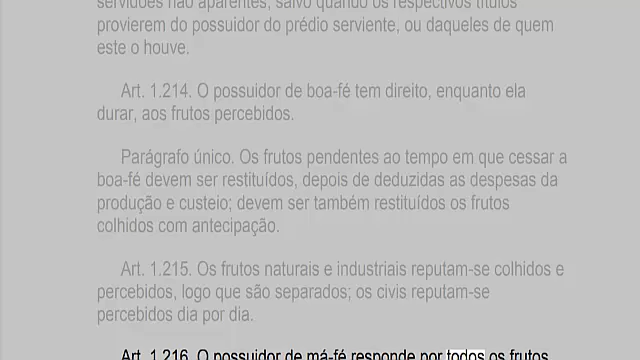 servidões não aparentes, salvo quando os respectivos títulos
provierem do possuidor do prédio serviente, ou daqueles de quem
este o houve.
Art. 1.214. O possuidor de boa-fé tem direito, enquanto ela
durar, aos frutos percebidos.
Parágrafo único. Os frutos pendentes ao tempo em que cessar a
boa-fé devem ser restituídos, depois de deduzidas as despesas da
produção e custeio; devem ser também restituídos os frutos
colhidos com antecipação.
Art. 1.215. Os frutos naturais e industriais reputam-se colhidos e
percebidos, logo que são separados; os civis reputam-se
percebidos dia por dia.
Art. 1.216. O possuidor de má-fé responde por todos os frutos